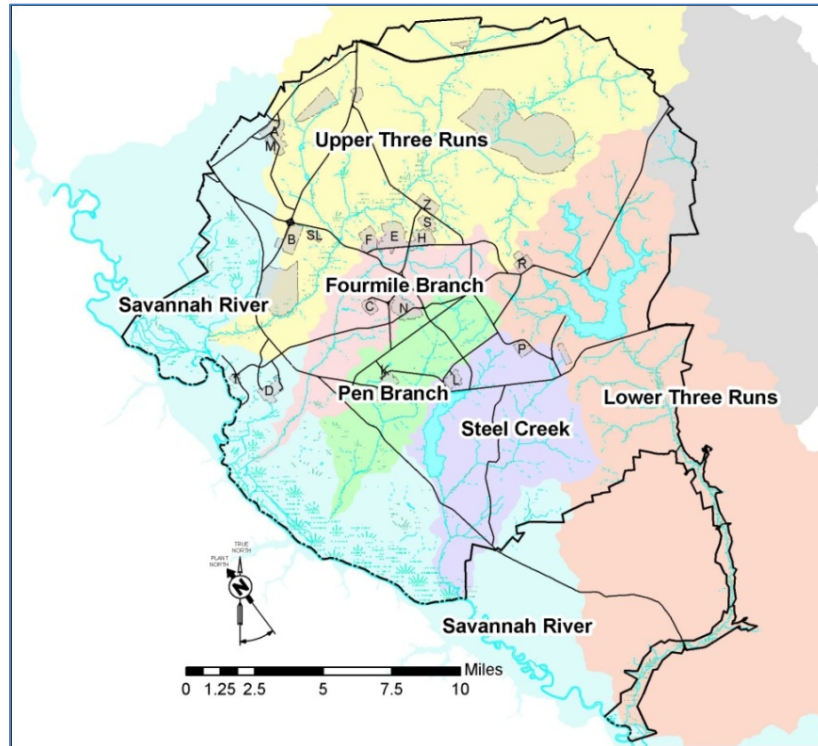 A
M
Upper Three Runs
Z
S
B
SL
F
E
H
R
Savannah River
Fourmile Branch
C
N
P
T
D
K
L
Pen Branch
Lower Three Runs
Steel Creek
TRUE
NORTH
PLANT
NORTH
N
Savannah River
Miles
0 1.25 2.5 5 7.5 10